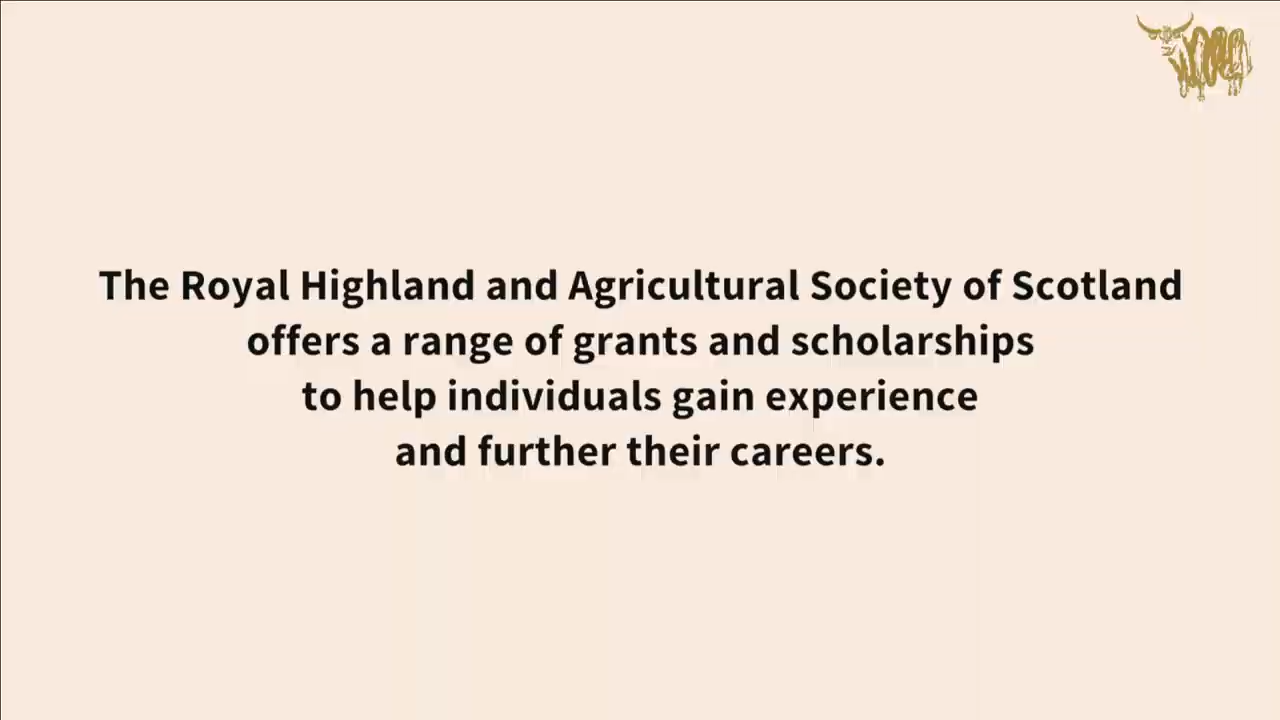 The Royal Highland and Agricultural Society of Scotland
offers a range of grants and scholarships
to help individuals gain experience
and further their careers.